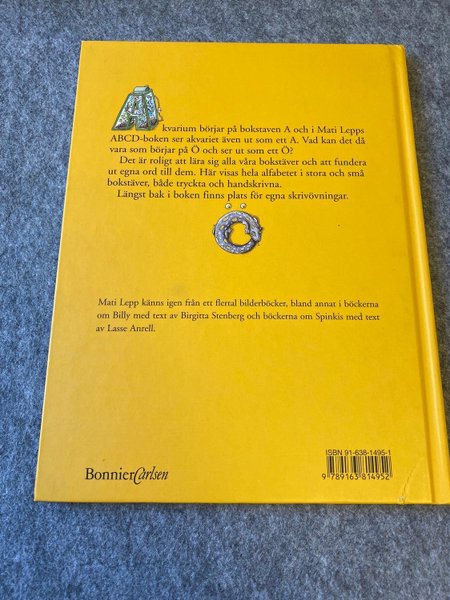 Akvarium börjar på bokstaven A och i Mati Lepps
ABCD-boken ser akvariet även ut som ett A. Vad kan det då
vara som börjar på Ö och ser ut som ett Ö?
Det är roligt att lära sig alla våra bokstäver och att fundera
ut egna ord till dem. Här visas hela alfabetet i stora och små
bokstäver, både tryckta och handskrivna.
Längst bak i boken finns plats för egna skrivövningar.
Ö
Mati Lepp känns igen från ett flertal bilderböcker, bland annat i böckerna
om Billy med text av Birgitta Stenberg och böckerna om Spinkis med text
av Lasse Anrell.
ISBN 91-638-1495-1
9 789163 814952
BonnierCarlsen